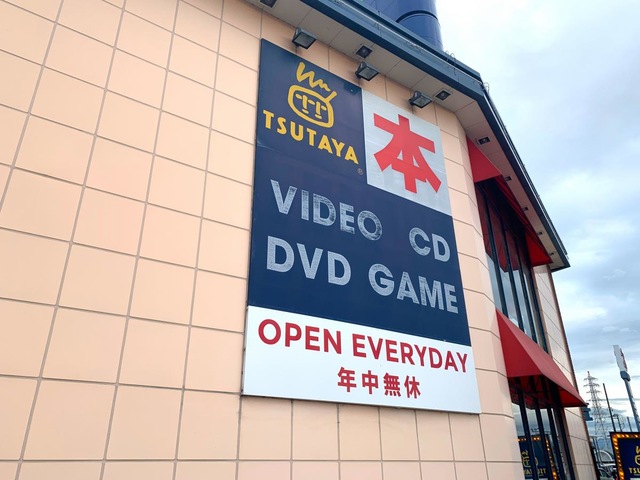 TSUTAYA
®
本
VIDEO CD
DVD GAME
OPEN EVERYDAY
年中無休